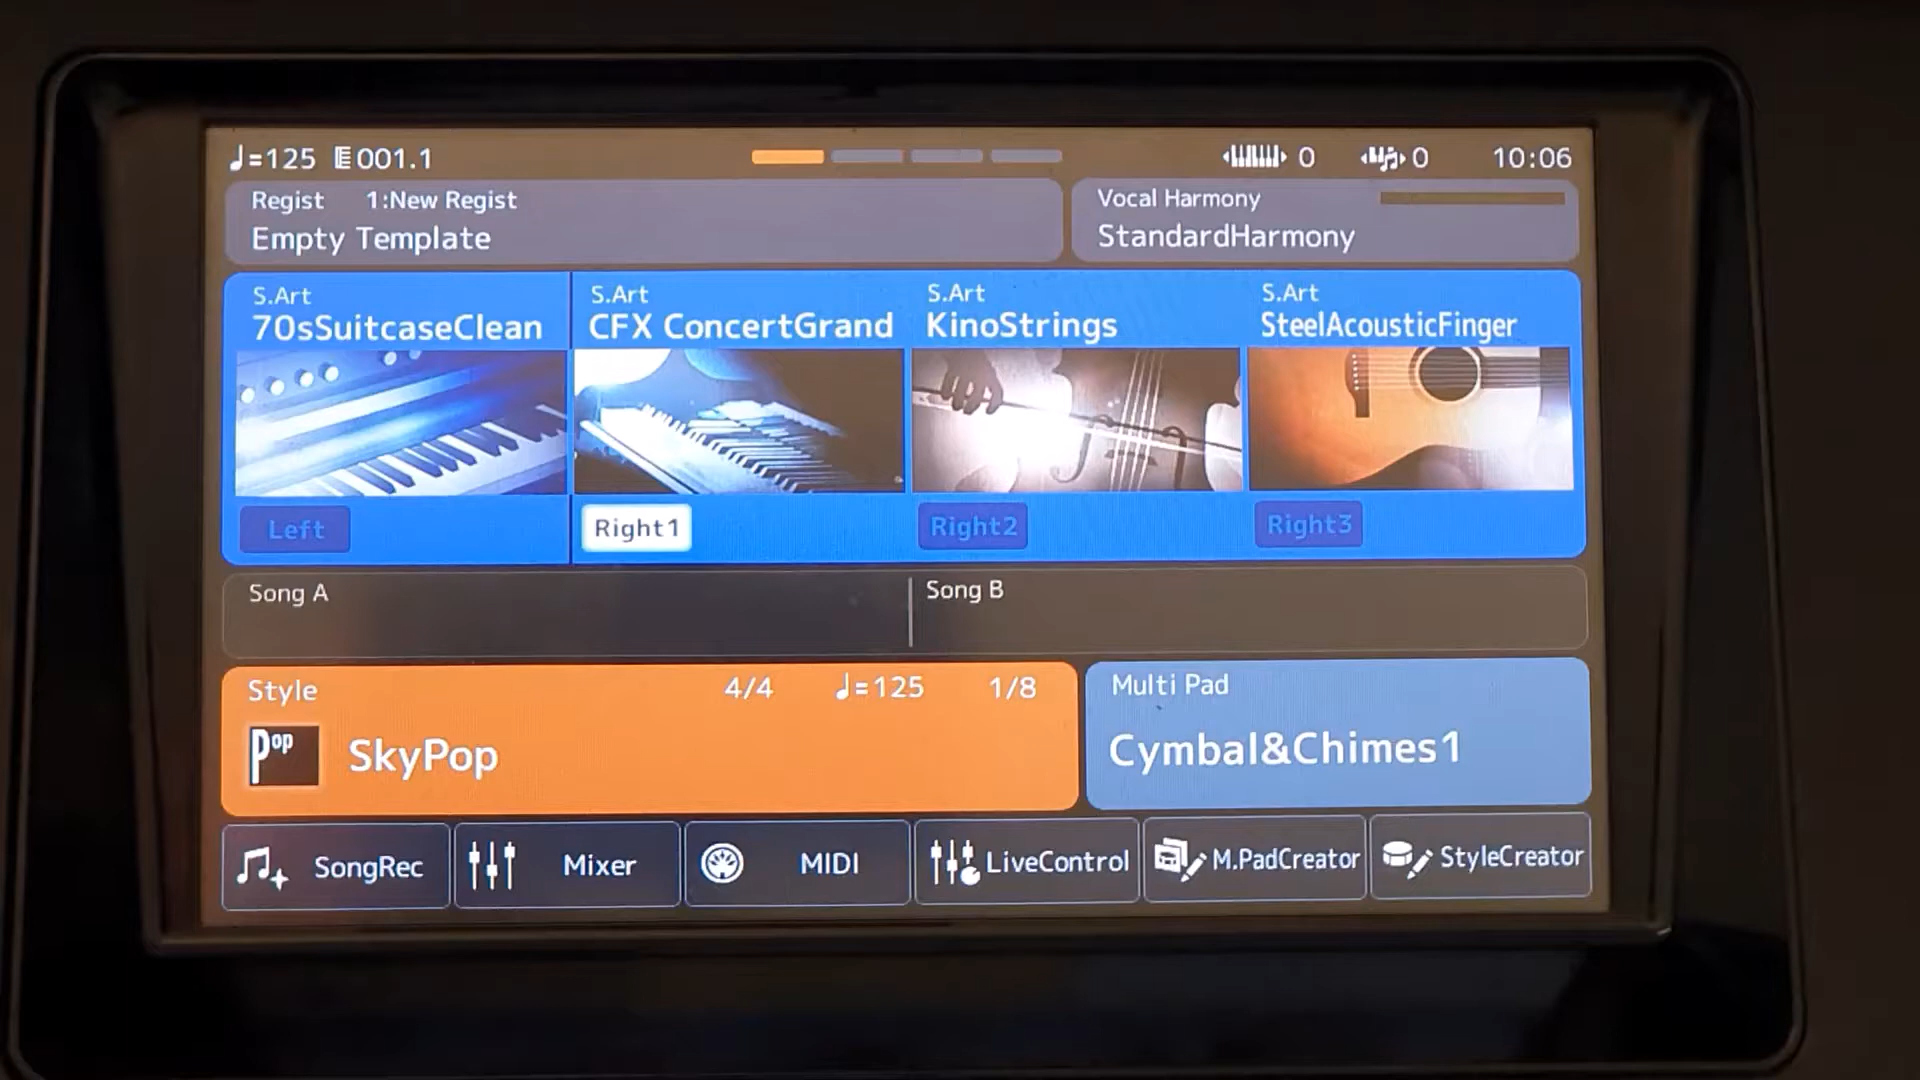 ♩=125 001.1
0 0 10:06
Regist 1:New Regist
Empty Template
Vocal Harmony
StandardHarmony
S.Art
70sSuitcaseClean
Left
S.Art
CFX ConcertGrand
Right1
S.Art
KinoStrings
Right2
S.Art
SteelAcousticFinger
Right3
Song A
Song B
Style 4/4 ♩=125 1/8
Pop
SkyPop
Multi Pad
Cymbal&Chimes1
SongRec
Mixer
MIDI
LiveControl
M.PadCreator
StyleCreator